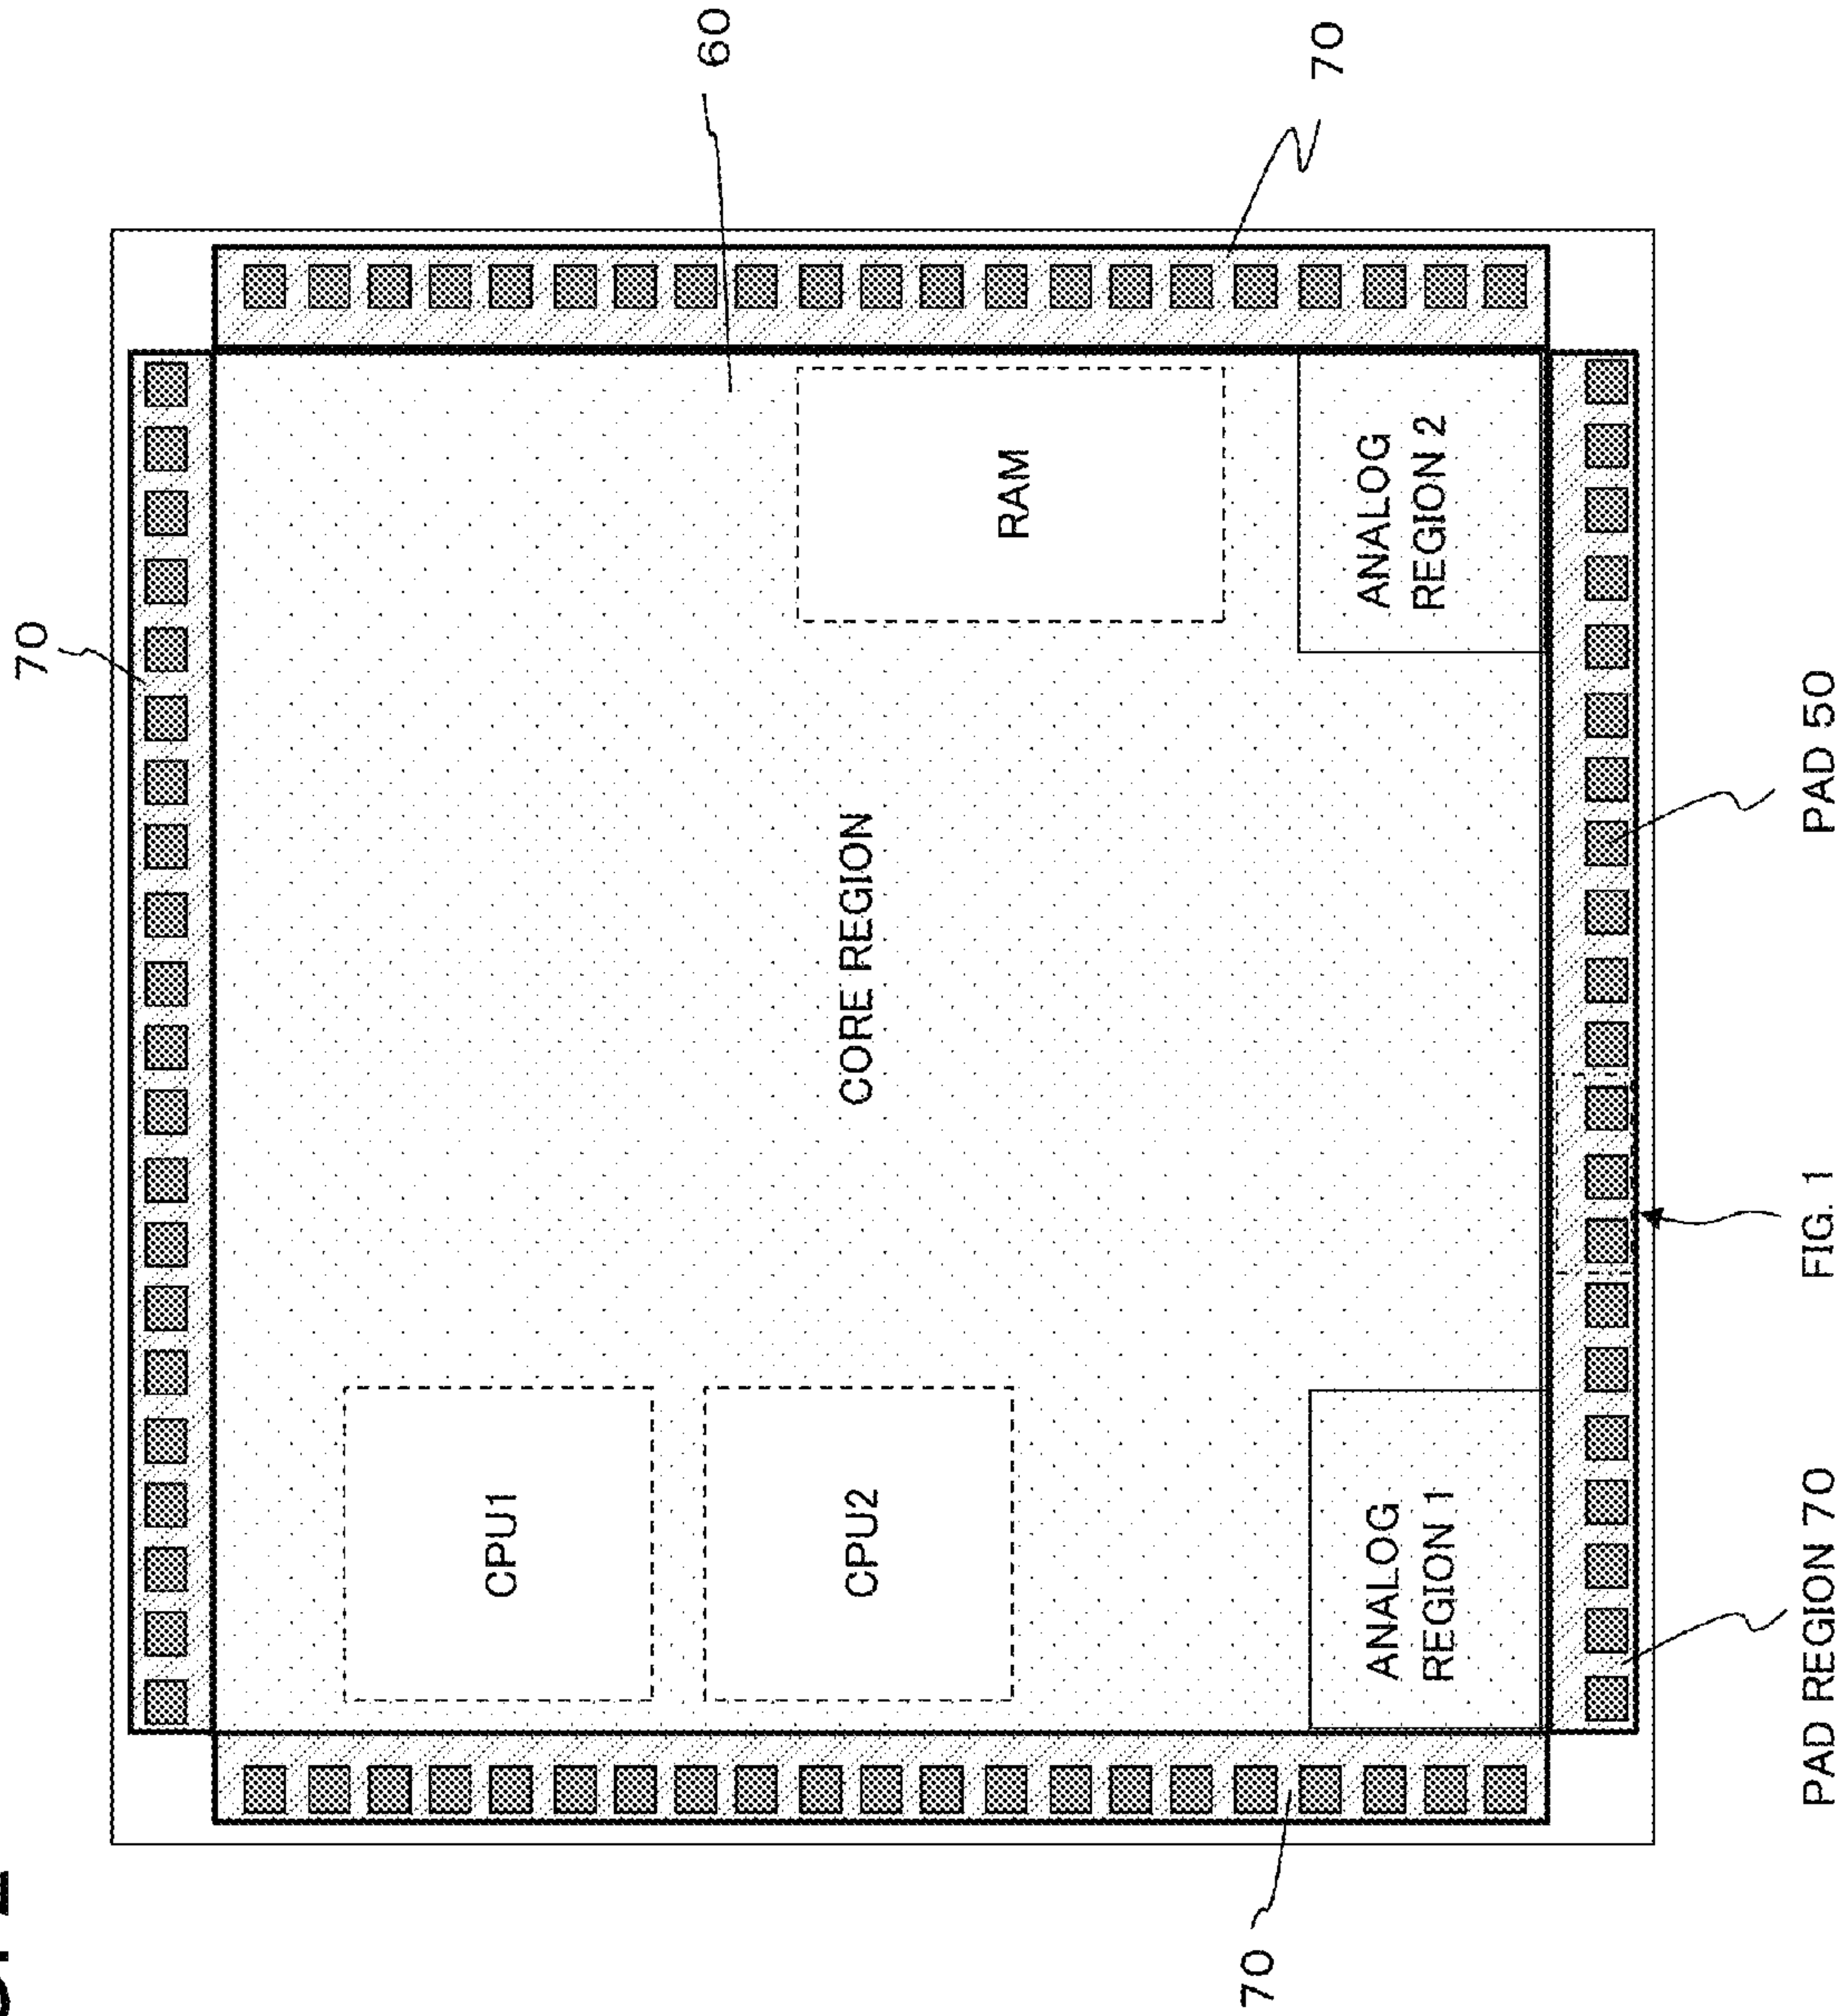 70
CPU1
60
CPU2
CORE REGION
RAM
70
70
ANALOG
REGION 1
ANALOG
REGION 2
PAD REGION 70
FIG. 1
PAD 50